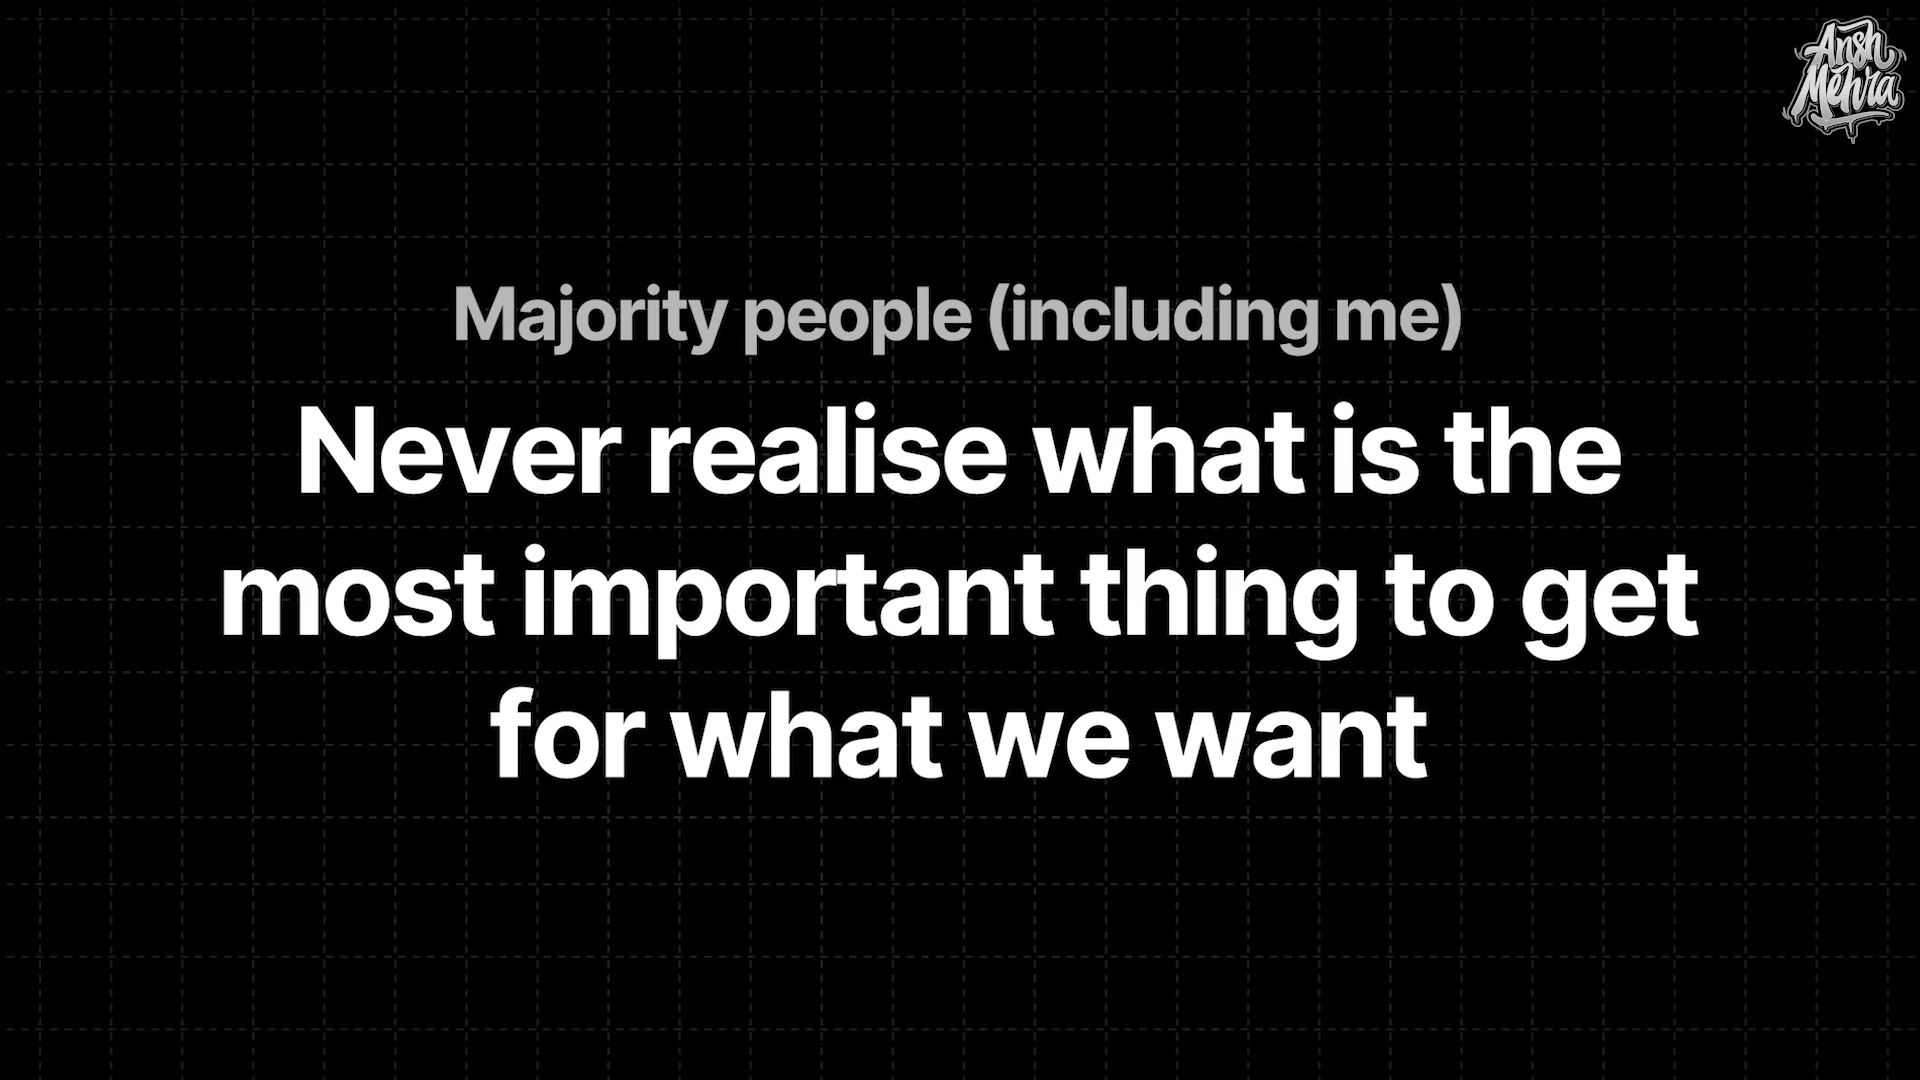 Ansh
Mehra
Majority people (including me)
Never realise what is the
most important thing to get
for what we want